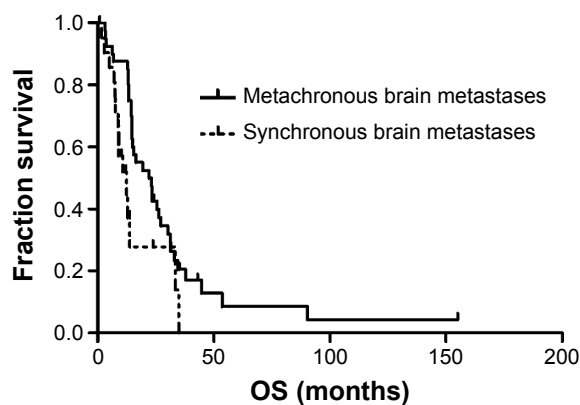 1.0
0.8
0.6
0.4
0.2
0.0
Fraction survival
Metachronous brain metastases
Synchronous brain metastases
0 50 100 150 200
OS (months)